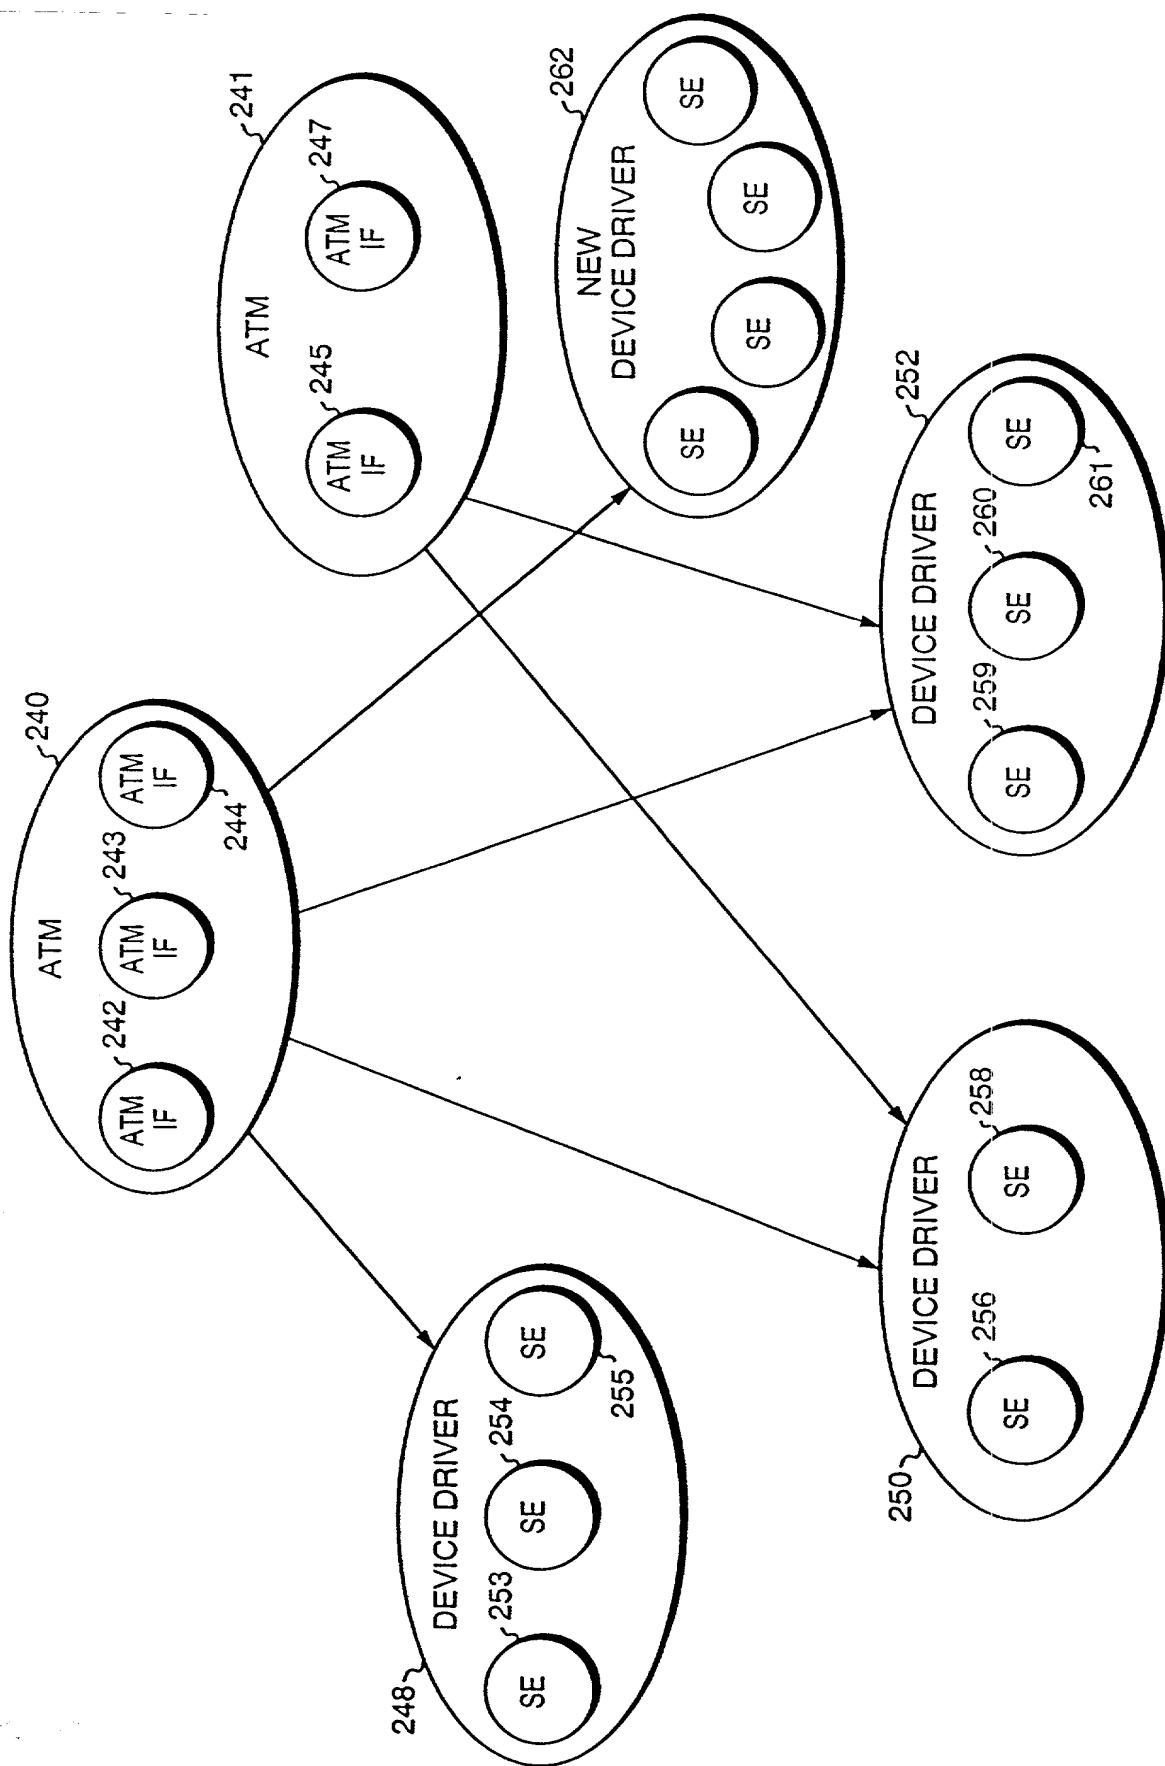 240
ATM
242
243
ATM
IF
ATM
IF
ATM
IF
244
241
ATM
245
247
ATM
IF
ATM
IF
248
DEVICE DRIVER
253
254
SE
SE
SE
255
262
NEW
DEVICE DRIVER
SE
SE
SE
SE
250
DEVICE DRIVER
256
258
SE
SE
252
DEVICE DRIVER
259
260
SE
SE
SE
261